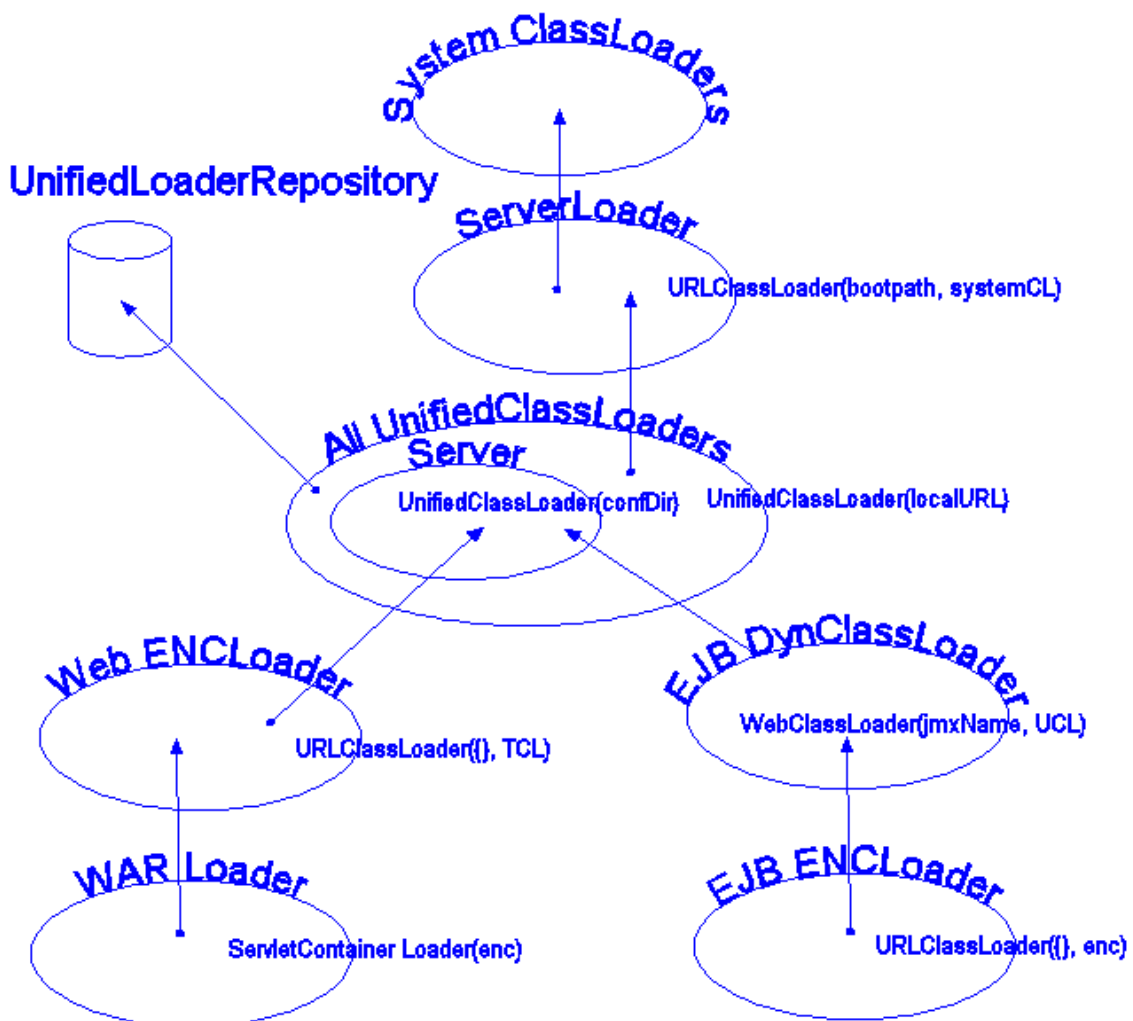 System ClassLoaders
UnifiedLoaderRepository
ServerLoader
URLClassLoader(bootpath, systemCL)
All UnifiedClassLoaders
Server
UnifiedClassLoader(confDir)
UnifiedClassLoader(localURL)
Web ENCLoader
URLClassLoader({}, TCL)
EJB DynClassLoader
WebClassLoader(jmxName, UCL)
WAR Loader
ServletContainer Loader(enc)
EJB ENCLoader
URLClassLoader({}, enc)